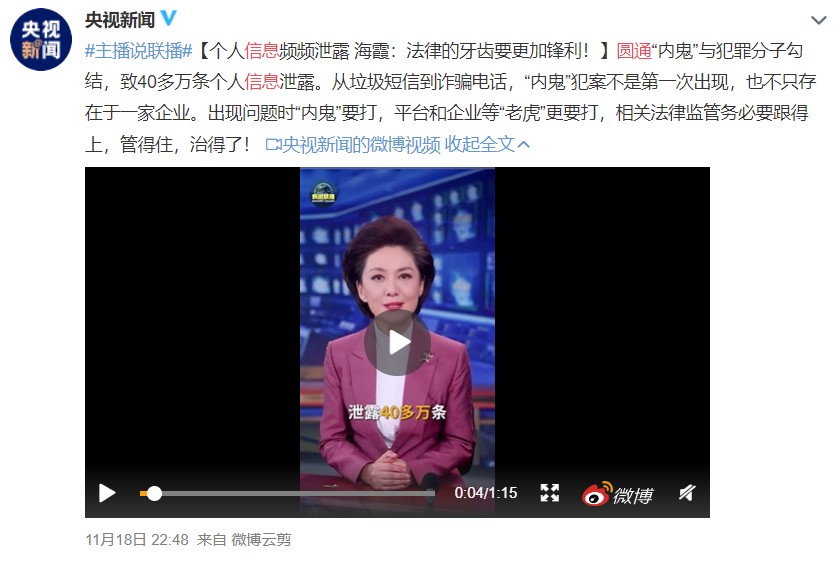 央视
新闻
央视新闻
#主播说联播#【个人信息频频泄露 海霞：法律的牙齿要更加锋利！】圆通“内鬼”与犯罪分子勾
结，致40多万条个人信息泄露。从垃圾短信到诈骗电话，“内鬼”犯案不是第一次出现，也不只存
在于一家企业。出现问题时“内鬼”要打，平台和企业等“老虎”更要打，相关法律监管务必要跟得
上，管得住，治得了！ 央视新闻的微博视频 收起全文
新闻联播
泄露40多万条
0:04/1:15
微博
11月18日 22:48 来自 微博云剪